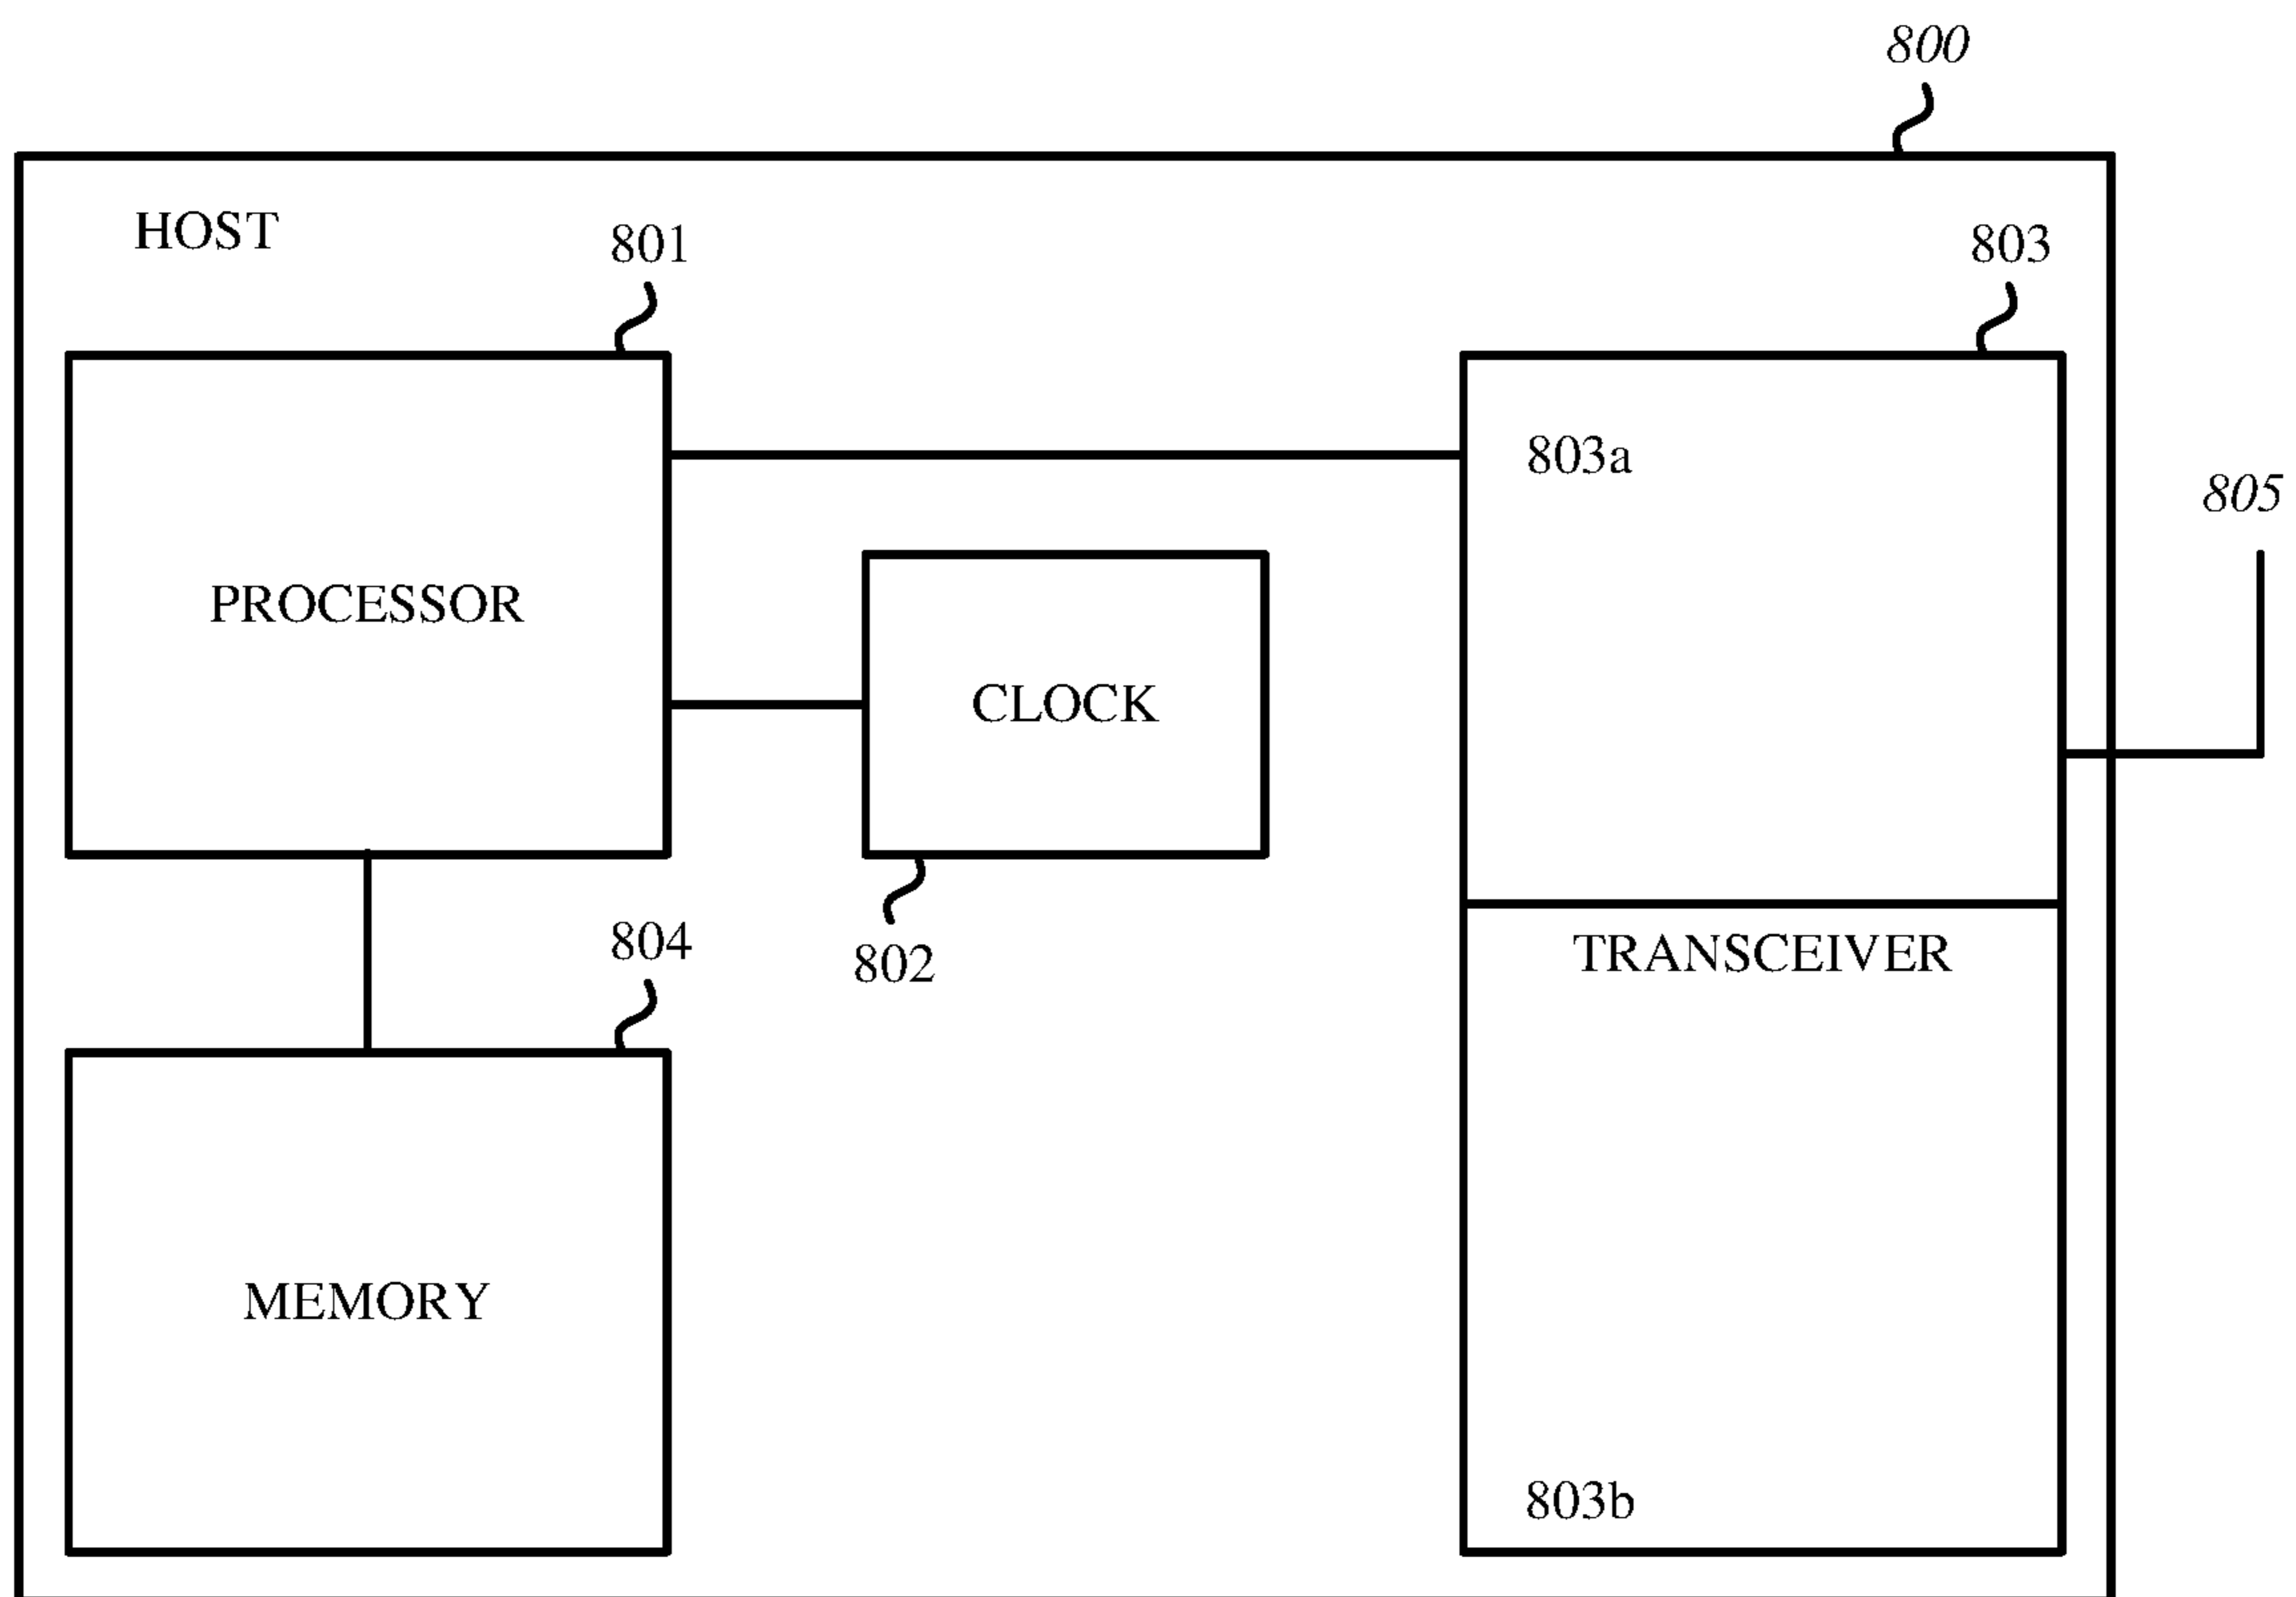 800
HOST
801
803
803a
805
PROCESSOR
CLOCK
804
802
TRANSCEIVER
MEMORY
803b